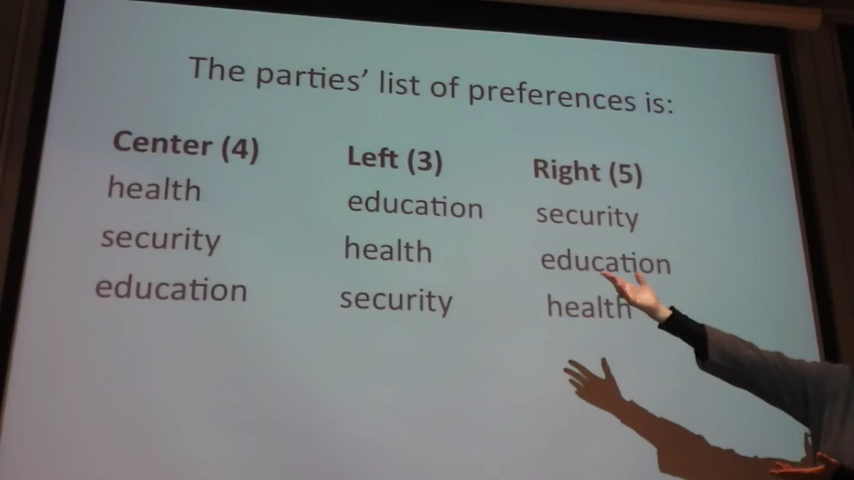 The parties' list of preferences is:
Center (4)
health
security
education
Left (3)
education
health
security
Right (5)
security
education
health